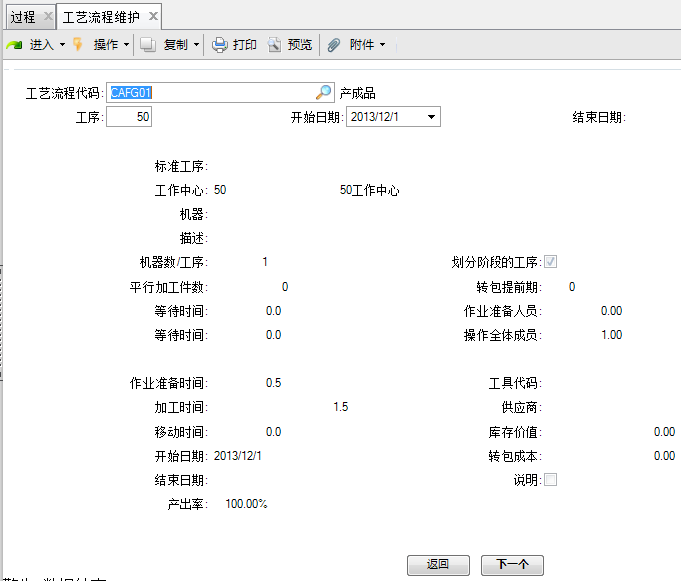 过程 工艺流程维护
进入 操作 复制 打印 预览 附件
工艺流程代码: CAFG01 产成品
工序: 50 开始日期: 2013/12/1 结束日期:
标准工序:
工作中心: 50 50工作中心
机器:
描述:
机器数/工序: 1 划分阶段的工序:
平行加工件数: 0 转包提前期: 0
等待时间: 0.0 作业准备人员: 0.00
等待时间: 0.0 操作全体成员: 1.00
作业准备时间: 0.5 工具代码:
加工时间: 1.5 供应商:
移动时间: 0.0 库存价值: 0.00
开始日期: 2013/12/1 转包成本: 0.00
结束日期: 说明:
产出率: 100.00%
返回 下一个